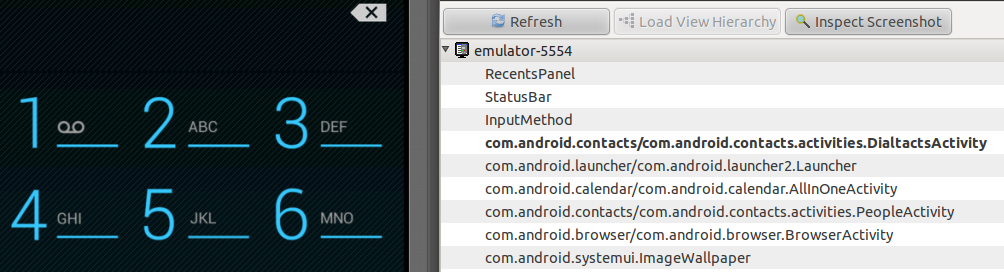 1 2 ABC 3 DEF
4 GHI 5 JKL 6 MNO
Refresh Load View Hierarchy Inspect Screenshot
emulator-5554
RecentsPanel
StatusBar
InputMethod
com.android.contacts/com.android.contacts.activities.DialtactsActivity
com.android.launcher/com.android.launcher2.Launcher
com.android.calendar/com.android.calendar.AllInOneActivity
com.android.contacts/com.android.contacts.activities.PeopleActivity
com.android.browser/com.android.browser.BrowserActivity
com.android.systemui.ImageWallpaper